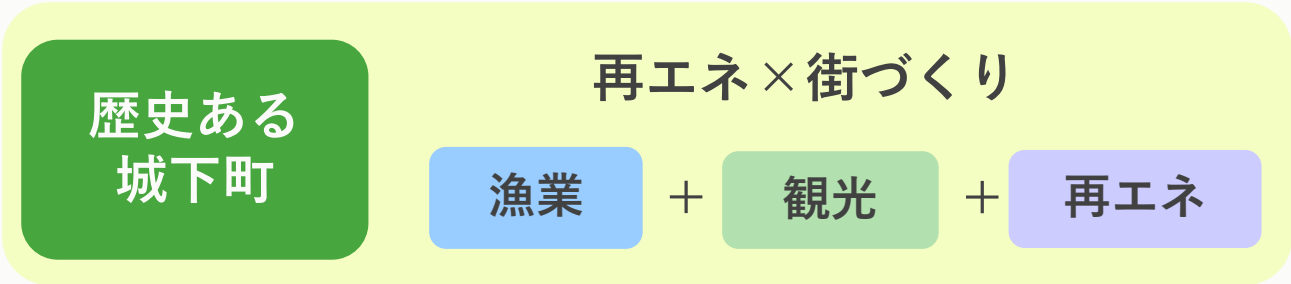 歴史ある
城下町
再エネ×街づくり
漁業 + 観光 + 再エネ